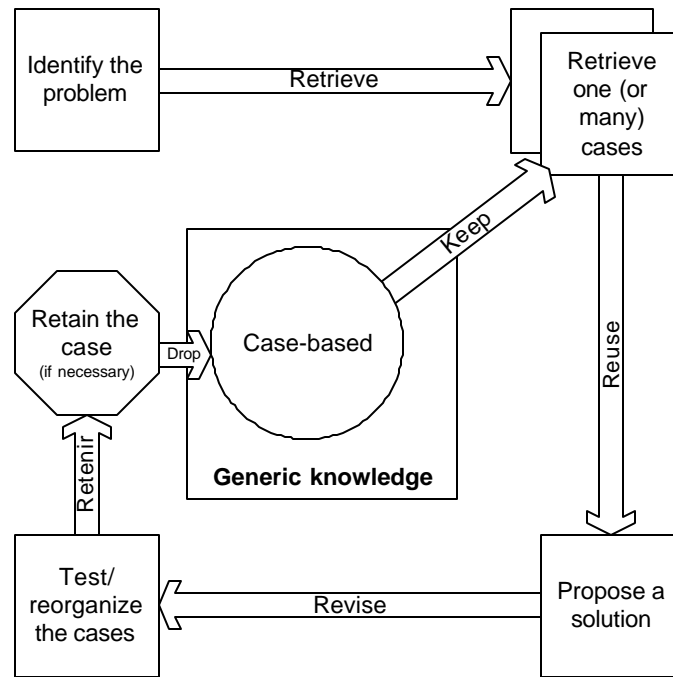 Identify the
problem
Retrieve
Retrieve
one (or
many)
cases
Keep
Retain the
case
(if necessary)
Drop
Case-based
Reuse
Generic knowledge
Retenir
Test/
reorganize
the cases
Revise
Propose a
solution